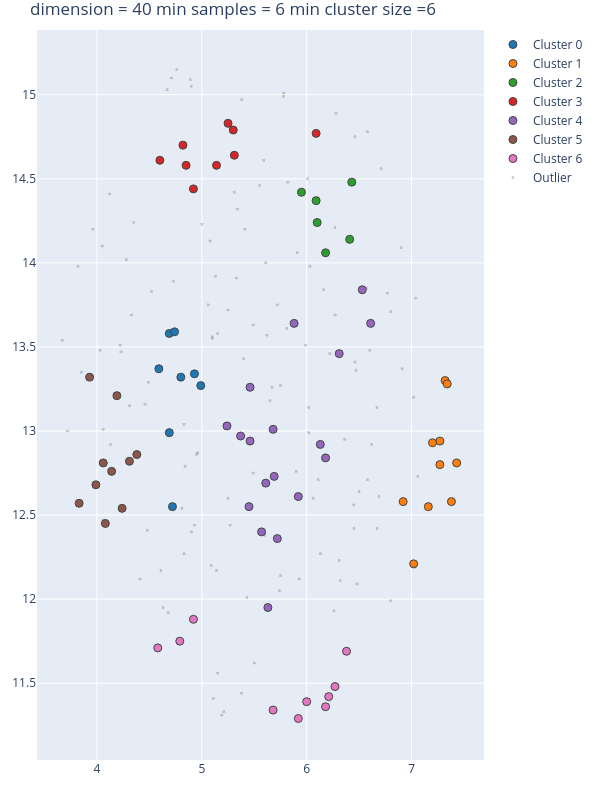 dimension = 40 min samples = 6 min cluster size =6
Cluster 0
Cluster 1
Cluster 2
Cluster 3
Cluster 4
Cluster 5
Cluster 6
Outlier
15
14.5
14
13.5
13
12.5
12
11.5
4 5 6 7